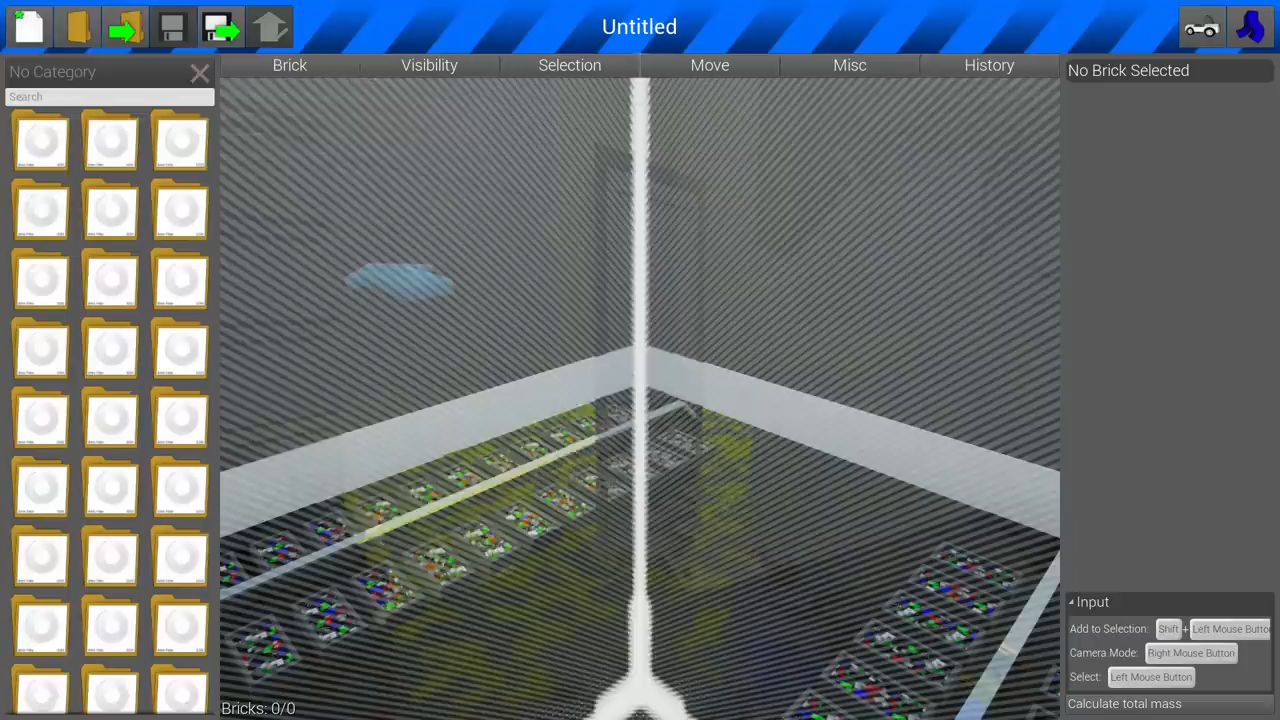 Untitled
No Category
Search
Brick
Visibility
Selection
Move
Misc
History
No Brick Selected
Input
Add to Selection: Shift + Left Mouse Butto
Camera Mode: Right Mouse Button
Select: Left Mouse Button
Calculate total mass
Bricks: 0/0